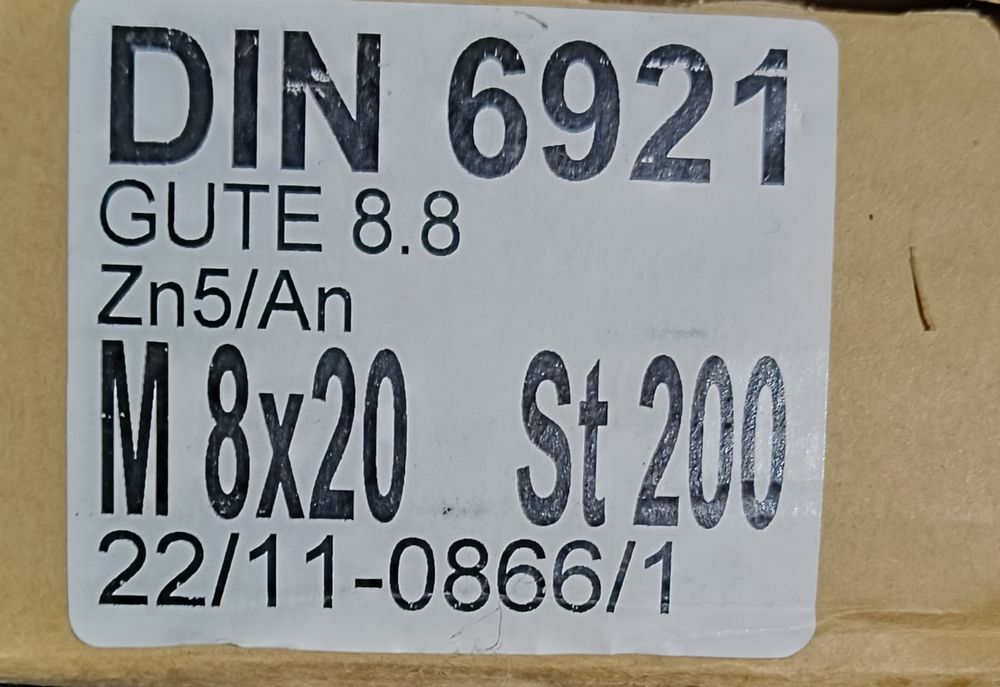 DIN 6921
GUTE 8.8
Zn5/An
M 8x20 St 200
22/11-0866/1